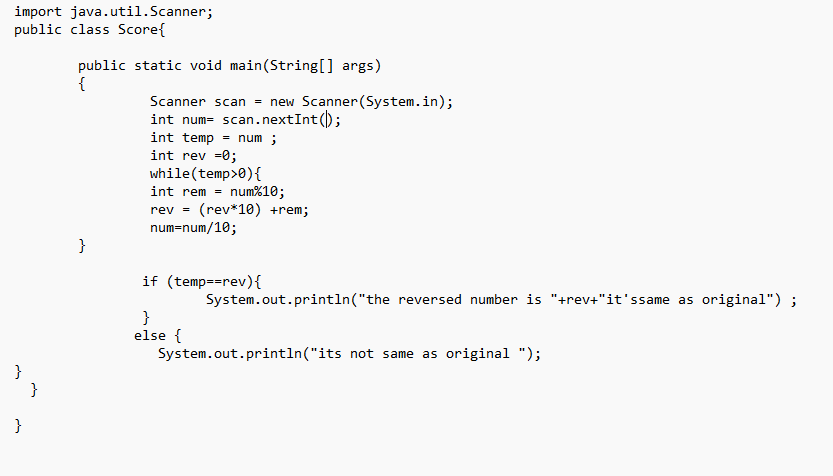 import java.util.Scanner;
public class Score{
public static void main(String[] args)
{
Scanner scan = new Scanner(System.in);
int num= scan.nextInt();
int temp = num ;
int rev =0;
while(temp>0){
int rem = num%10;
rev = (rev*10) +rem;
num=num/10;
}
if (temp==rev){
System.out.println("the reversed number is "+rev+"it'ssame as original") ;
}
else {
System.out.println("its not same as original ");
}
}
}